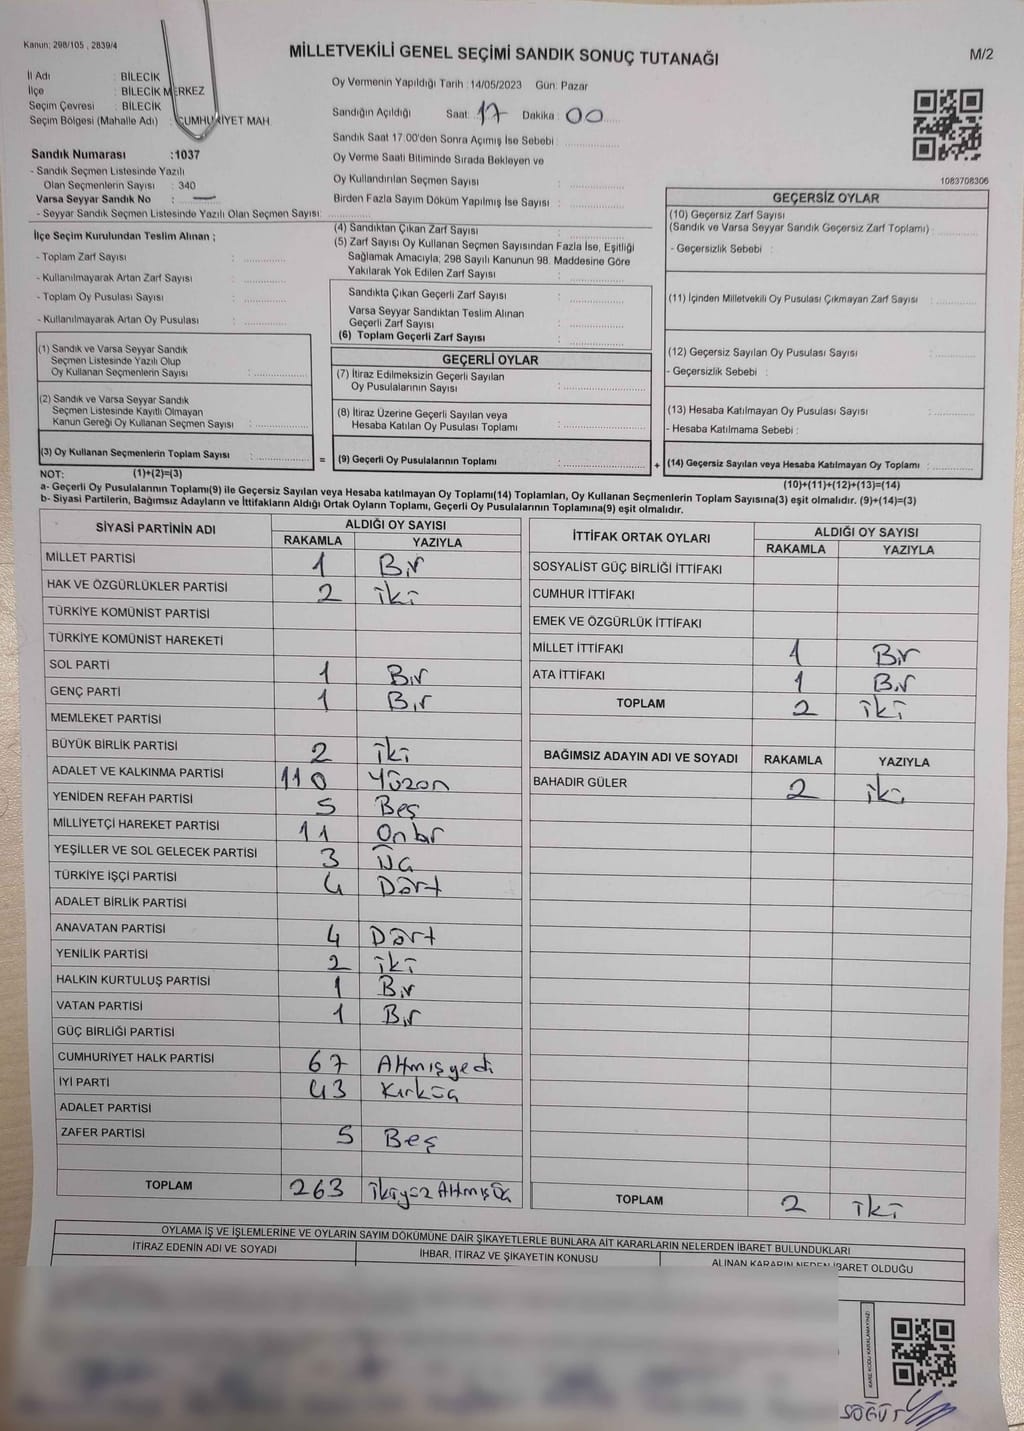 Kanun: 298/105 , 2839/4
MİLLETVEKİLİ GENEL SEÇİMİ SANDIK SONUÇ TUTANAĞI
M/2
İl Adı : BİLECİK
İlçe : BİLECİK MERKEZ
Seçim Çevresi : BİLECİK
Seçim Bölgesi (Mahalle Adı) : CUMHURİYET MAH.
Sandık Numarası :1037
- Sandık Seçmen Listesinde Yazılı
Olan Seçmenlerin Sayısı : 340
Varsa Seyyar Sandık No : —
- Seyyar Sandık Seçmen Listesinde Yazılı Olan Seçmen Sayısı:
Oy Vermenin Yapıldığı Tarih :14/05/2023 Gün: Pazar
Sandığın Açıldığı Saat: 17 Dakika : 00
Sandık Saat 17.00'den Sonra Açımış İse Sebebi :
Oy Verme Saati Bitiminde Sırada Bekleyen ve
Oy Kullandırılan Seçmen Sayısı :
Birden Fazla Sayım Döküm Yapılmış İse Sayısı :
1083708306
İlçe Seçim Kurulundan Teslim Alınan ;
- Toplam Zarf Sayısı :
- Kullanılmayarak Artan Zarf Sayısı :
- Toplam Oy Pusulası Sayısı :
- Kullanılmayarak Artan Oy Pusulası :
(4) Sandıktan Çıkan Zarf Sayısı :
(5) Zarf Sayısı Oy Kullanan Seçmen Sayısından Fazla İse, Eşitliği
Sağlamak Amacıyla; 298 Sayılı Kanunun 98. Maddesine Göre
Yakılarak Yok Edilen Zarf Sayısı :
Sandıkta Çıkan Geçerli Zarf Sayısı :
Varsa Seyyar Sandıktan Teslim Alınan
Geçerli Zarf Sayısı :
(6) Toplam Geçerli Zarf Sayısı :
GEÇERSİZ OYLAR
(10) Geçersiz Zarf Sayısı
(Sandık ve Varsa Seyyar Sandık Geçersiz Zarf Toplamı) :
- Geçersizlik Sebebi :
(11) İçinden Milletvekili Oy Pusulası Çıkmayan Zarf Sayısı :
(12) Geçersiz Sayılan Oy Pusulası Sayısı :
- Geçersizlik Sebebi :
(13) Hesaba Katılmayan Oy Pusulası Sayısı :
- Hesaba Katılmama Sebebi :
(14) Geçersiz Sayılan veya Hesaba Katılmayan Oy Toplamı :
(10)+(11)+(12)+(13)=(14)
(1) Sandık ve Varsa Seyyar Sandık
Seçmen Listesinde Yazılı Olup
Oy Kullanan Seçmenlerin Sayısı :
(2) Sandık ve Varsa Seyyar Sandık
Seçmen Listesinde Kayıtlı Olmayan
Kanun Gereği Oy Kullanan Seçmen Sayısı :
(3) Oy Kullanan Seçmenlerin Toplam Sayısı : =
GEÇERLİ OYLAR
(7) İtiraz Edilmeksizin Geçerli Sayılan
Oy Pusulalarının Sayısı :
(8) İtiraz Üzerine Geçerli Sayılan veya
Hesaba Katılan Oy Pusulası Toplamı :
(9) Geçerli Oy Pusulalarının Toplamı : +
NOT: (1)+(2)=(3)
a- Geçerli Oy Pusulalarının Toplamı(9) ile Geçersiz Sayılan veya Hesaba katılmayan Oy Toplamı(14) Toplamları, Oy Kullanan Seçmenlerin Toplam Sayısına(3) eşit olmalıdır. (9)+(14)=(3)
b- Siyasi Partilerin, Bağımsız Adayların ve İttifakların Aldığı Ortak Oyların Toplamı, Geçerli Oy Pusulalarının Toplamına(9) eşit olmalıdır.
SİYASİ PARTİNİN ADI ALDIĞI OY SAYISI
RAKAMLA YAZIYLA
MİLLET PARTİSİ 1 Bir
HAK VE ÖZGÜRLÜKLER PARTİSİ 2 iki
TÜRKİYE KOMÜNİST PARTİSİ
TÜRKİYE KOMÜNİST HAREKETİ
SOL PARTİ 1 Bir
GENÇ PARTİ 1 Bir
MEMLEKET PARTİSİ
BÜYÜK BİRLİK PARTİSİ 2 iki
ADALET VE KALKINMA PARTİSİ 110 Yüzon
YENİDEN REFAH PARTİSİ 5 Beş
MİLLİYETÇİ HAREKET PARTİSİ 11 Onbir
YEŞİLLER VE SOL GELECEK PARTİSİ 3 Üç
TÜRKİYE İŞÇİ PARTİSİ 4 Dört
ADALET BİRLİK PARTİSİ
ANAVATAN PARTİSİ 4 Dört
YENİLİK PARTİSİ 2 iki
HALKIN KURTULUŞ PARTİSİ 1 Bir
VATAN PARTİSİ 1 Bir
GÜÇ BİRLİĞİ PARTİSİ
CUMHURİYET HALK PARTİSİ 67 Altmışyedi
İYİ PARTİ 43 Kırküç
ADALET PARTİSİ
ZAFER PARTİSİ 5 Beş
TOPLAM 263 ikiyüz Altmış Üç
İTTİFAK ORTAK OYLARI ALDIĞI OY SAYISI
RAKAMLA YAZIYLA
SOSYALİST GÜÇ BİRLİĞİ İTTİFAKI
CUMHUR İTTİFAKI
EMEK VE ÖZGÜRLÜK İTTİFAKI
MİLLET İTTİFAKI 1 Bir
ATA İTTİFAKI 1 Bir
TOPLAM 2 iki
BAĞIMSIZ ADAYIN ADI VE SOYADI RAKAMLA YAZIYLA
BAHADIR GÜLER 2 iki
TOPLAM 2 iki
OYLAMA İŞ VE İŞLEMLERİNE VE OYLARIN SAYIM DÖKÜMÜNE DAİR ŞİKAYETLERLE BUNLARA AİT KARARLARIN NELERDEN İBARET BULUNDUKLARI
İTİRAZ EDENİN ADI VE SOYADI İHBAR, İTİRAZ VE ŞİKAYETİN KONUSU ALINAN KARARIN NEDEN İBARET OLDUĞU
KARE KODU KARALAMAYINIZ!
SÖĞÜT